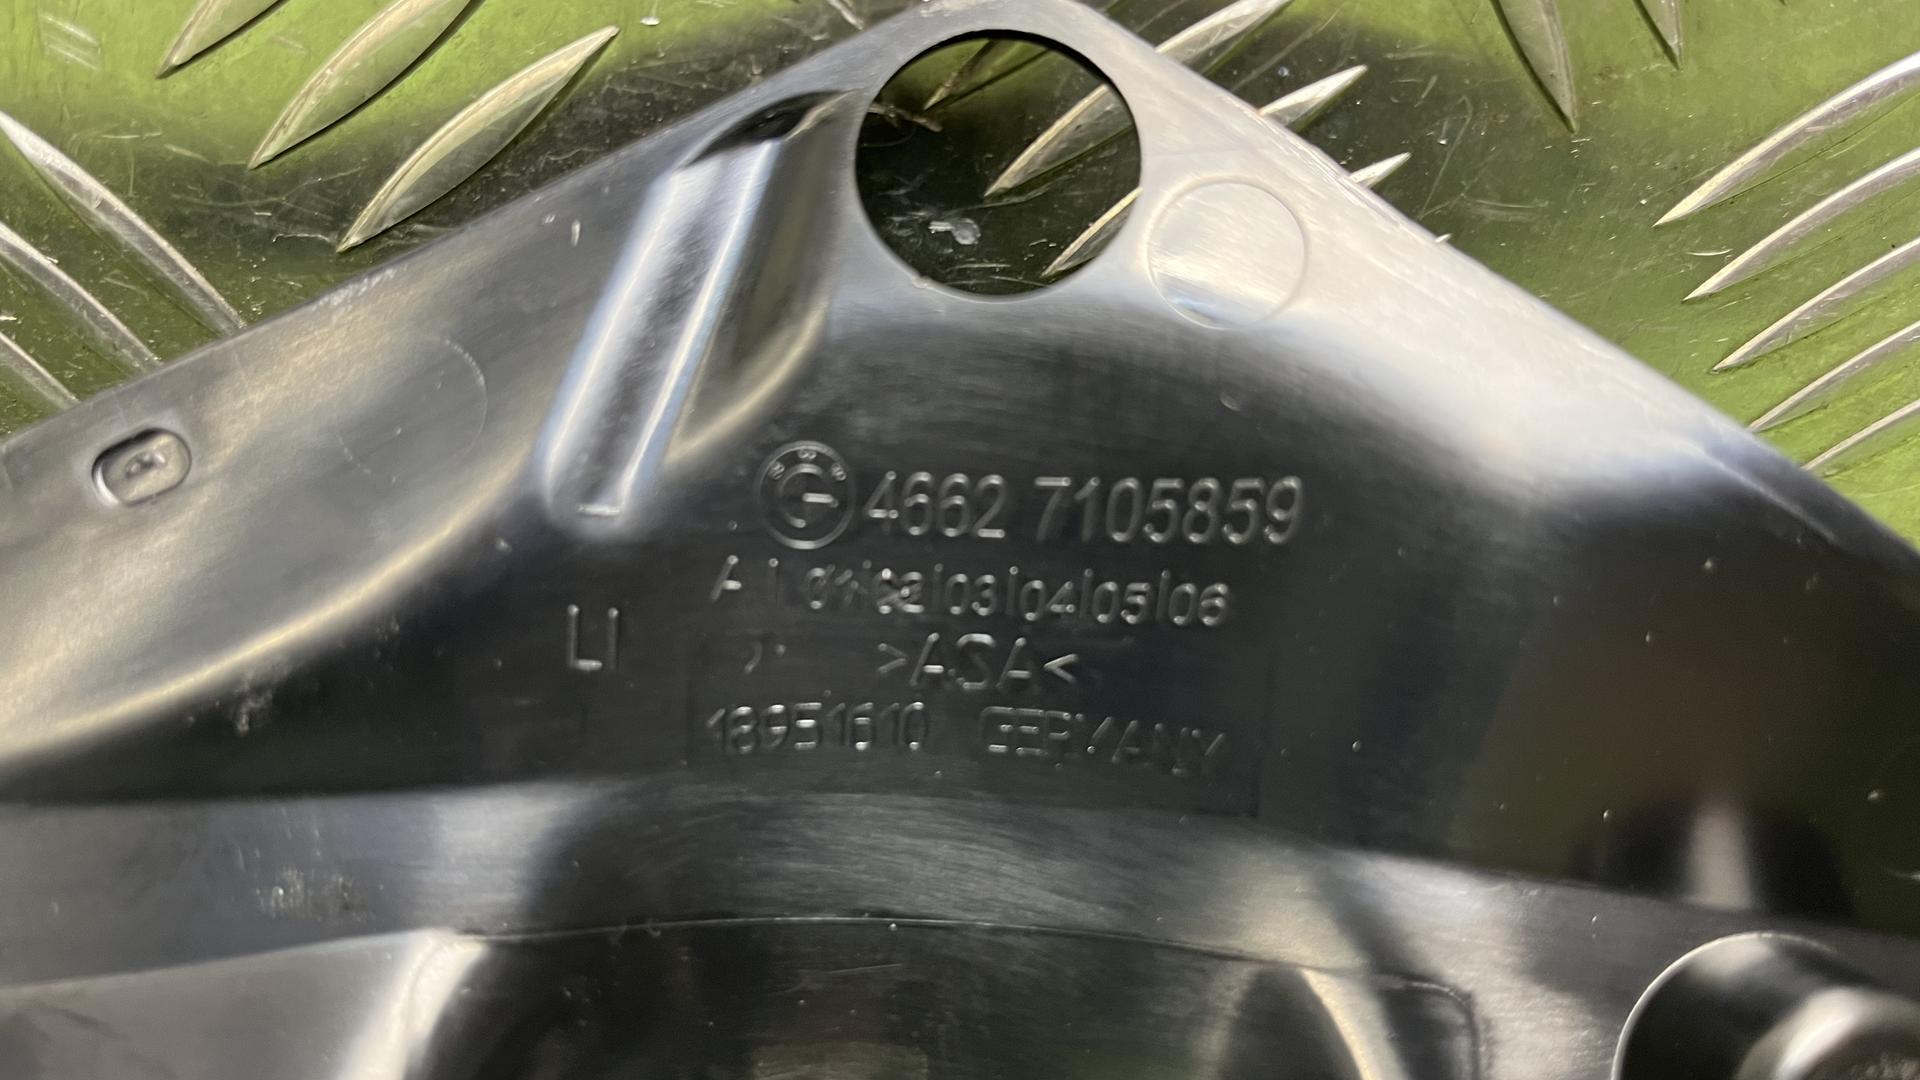 4662 7105859
A | 01 | 02 | 03 | 04 | 05 | 06
LI
>ASA<
18951610 GERMANY